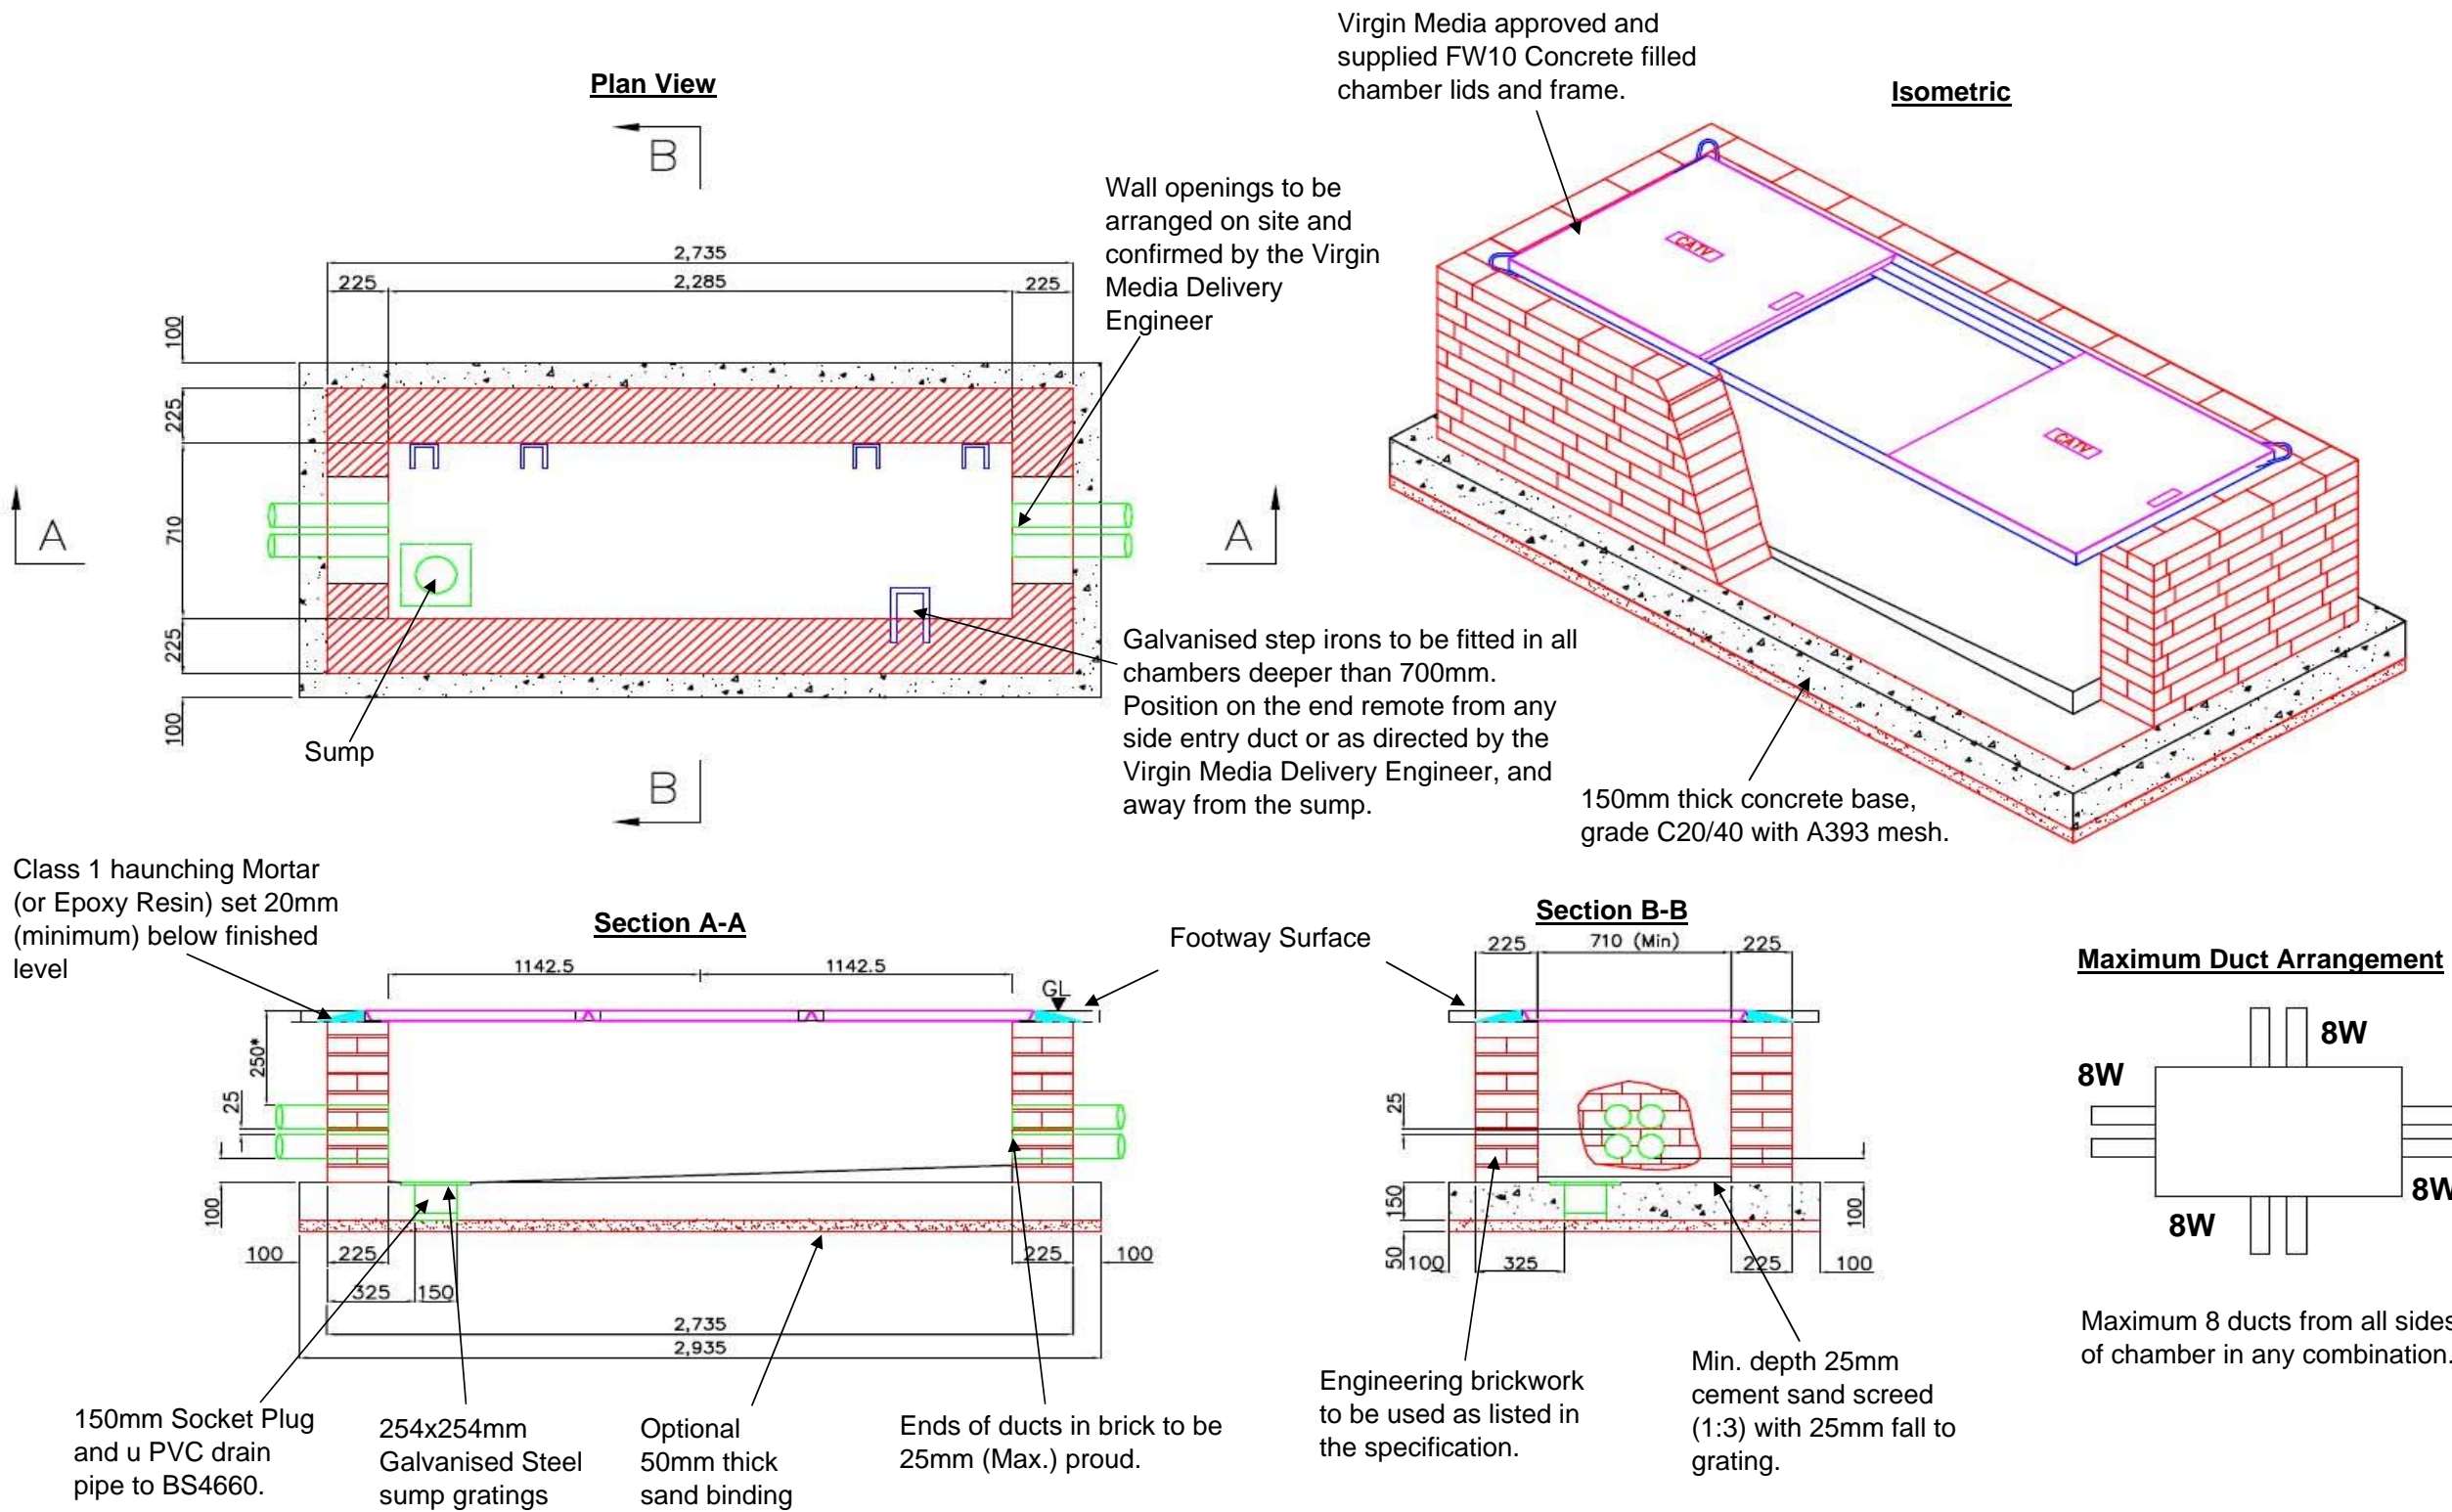 Virgin Media approved and
supplied FW10 Concrete filled
chamber lids and frame.
Plan View
Isometric
B
Wall openings to be
arranged on site and
confirmed by the Virgin
Media Delivery
Engineer
2,735
225
2,285
225
100
225
710
225
100
A
A
CATV
CATV
Sump
B
Galvanised step irons to be fitted in all
chambers deeper than 700mm.
Position on the end remote from any
side entry duct or as directed by the
Virgin Media Delivery Engineer, and
away from the sump.
150mm thick concrete base,
grade C20/40 with A393 mesh.
Class 1 haunching Mortar
(or Epoxy Resin) set 20mm
(minimum) below finished
level
Section A-A
1142.5
1142.5
GL
Footway Surface
250*
25
100
100
225
225
100
325
150
2,735
2,935
150mm Socket Plug
and u PVC drain
pipe to BS4660.
254x254mm
Galvanised Steel
sump gratings
Optional
50mm thick
sand binding
Ends of ducts in brick to be
25mm (Max.) proud.
Section B-B
225
710 (Min)
225
25
150
50
100
100
325
225
100
Engineering brickwork
to be used as listed in
the specification.
Min. depth 25mm
cement sand screed
(1:3) with 25mm fall to
grating.
Maximum Duct Arrangement
8W
8W
8W
8W
Maximum 8 ducts from all sides
of chamber in any combination.